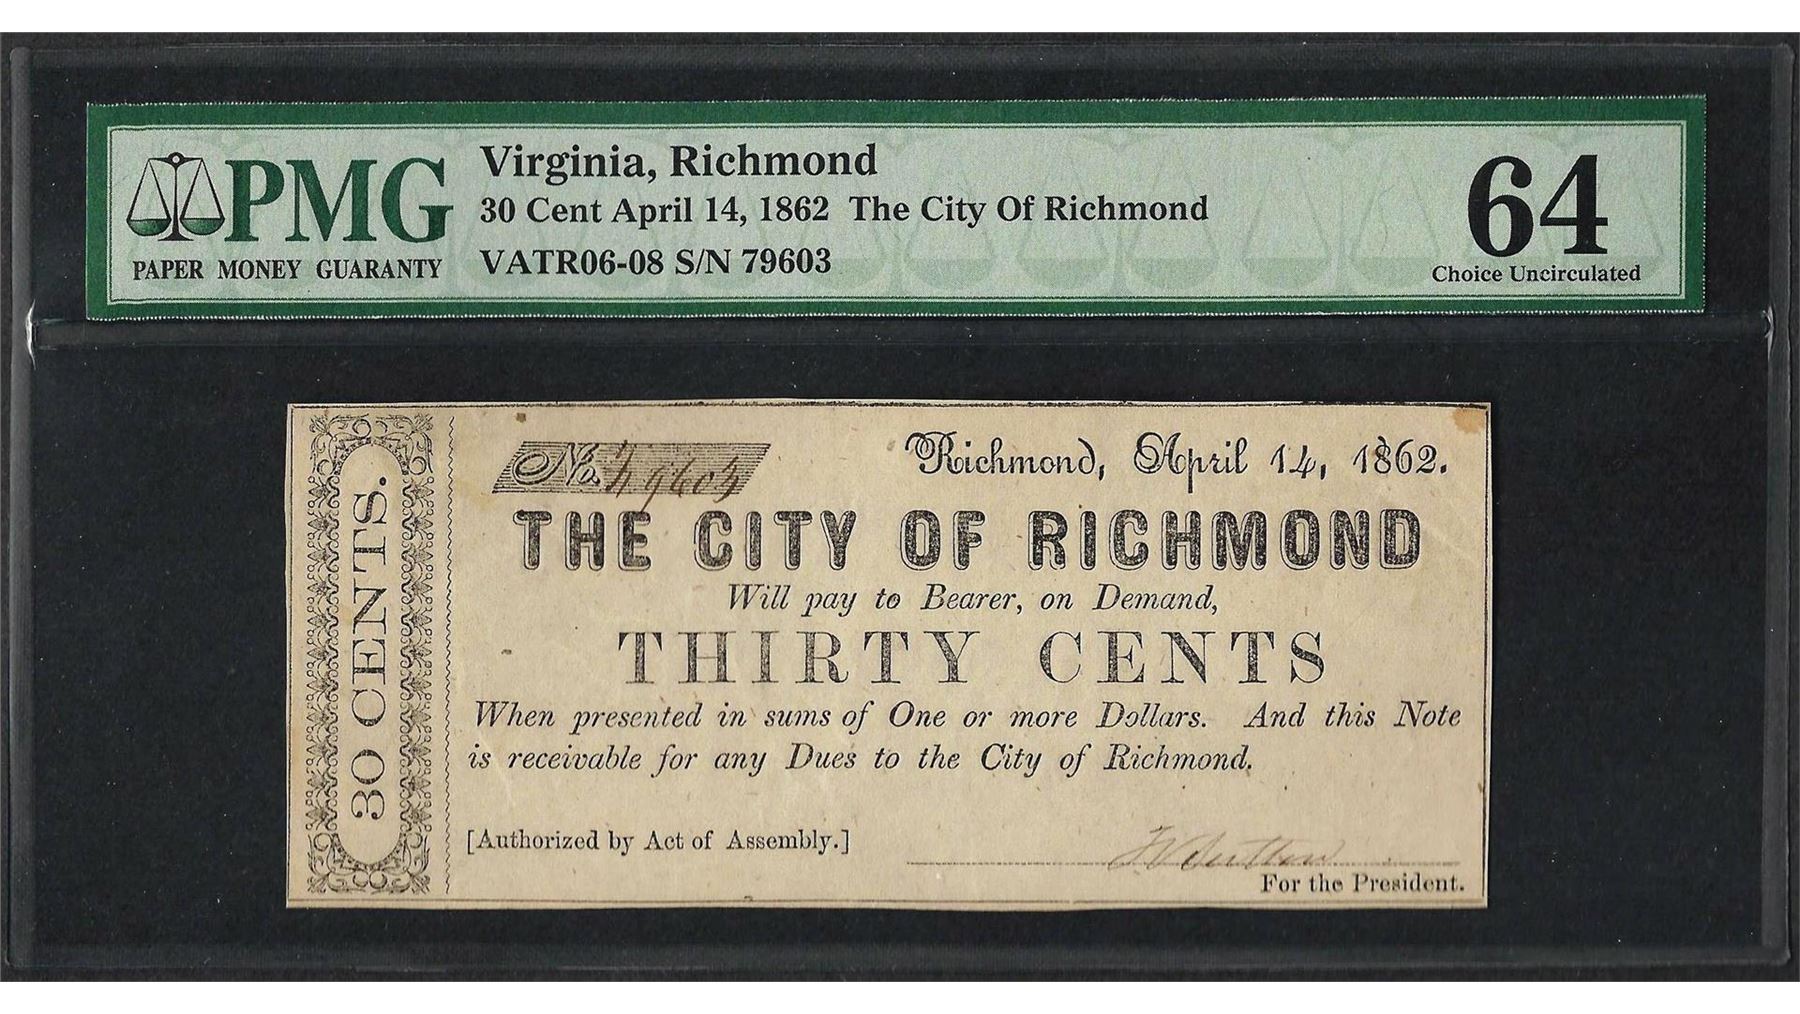 PMG
PAPER MONEY GUARANTY
Virginia, Richmond
30 Cent April 14, 1862 The City Of Richmond
VATR06-08 S/N 79603
64
Choice Uncirculated
30 CENTS.
No. 79603
Richmond, April 14, 1862.
THE CITY OF RICHMOND
Will pay to Bearer, on Demand,
THIRTY CENTS
When presented in sums of One or more Dollars. And this Note
is receivable for any Dues to the City of Richmond.
[Authorized by Act of Assembly.]
For the President.